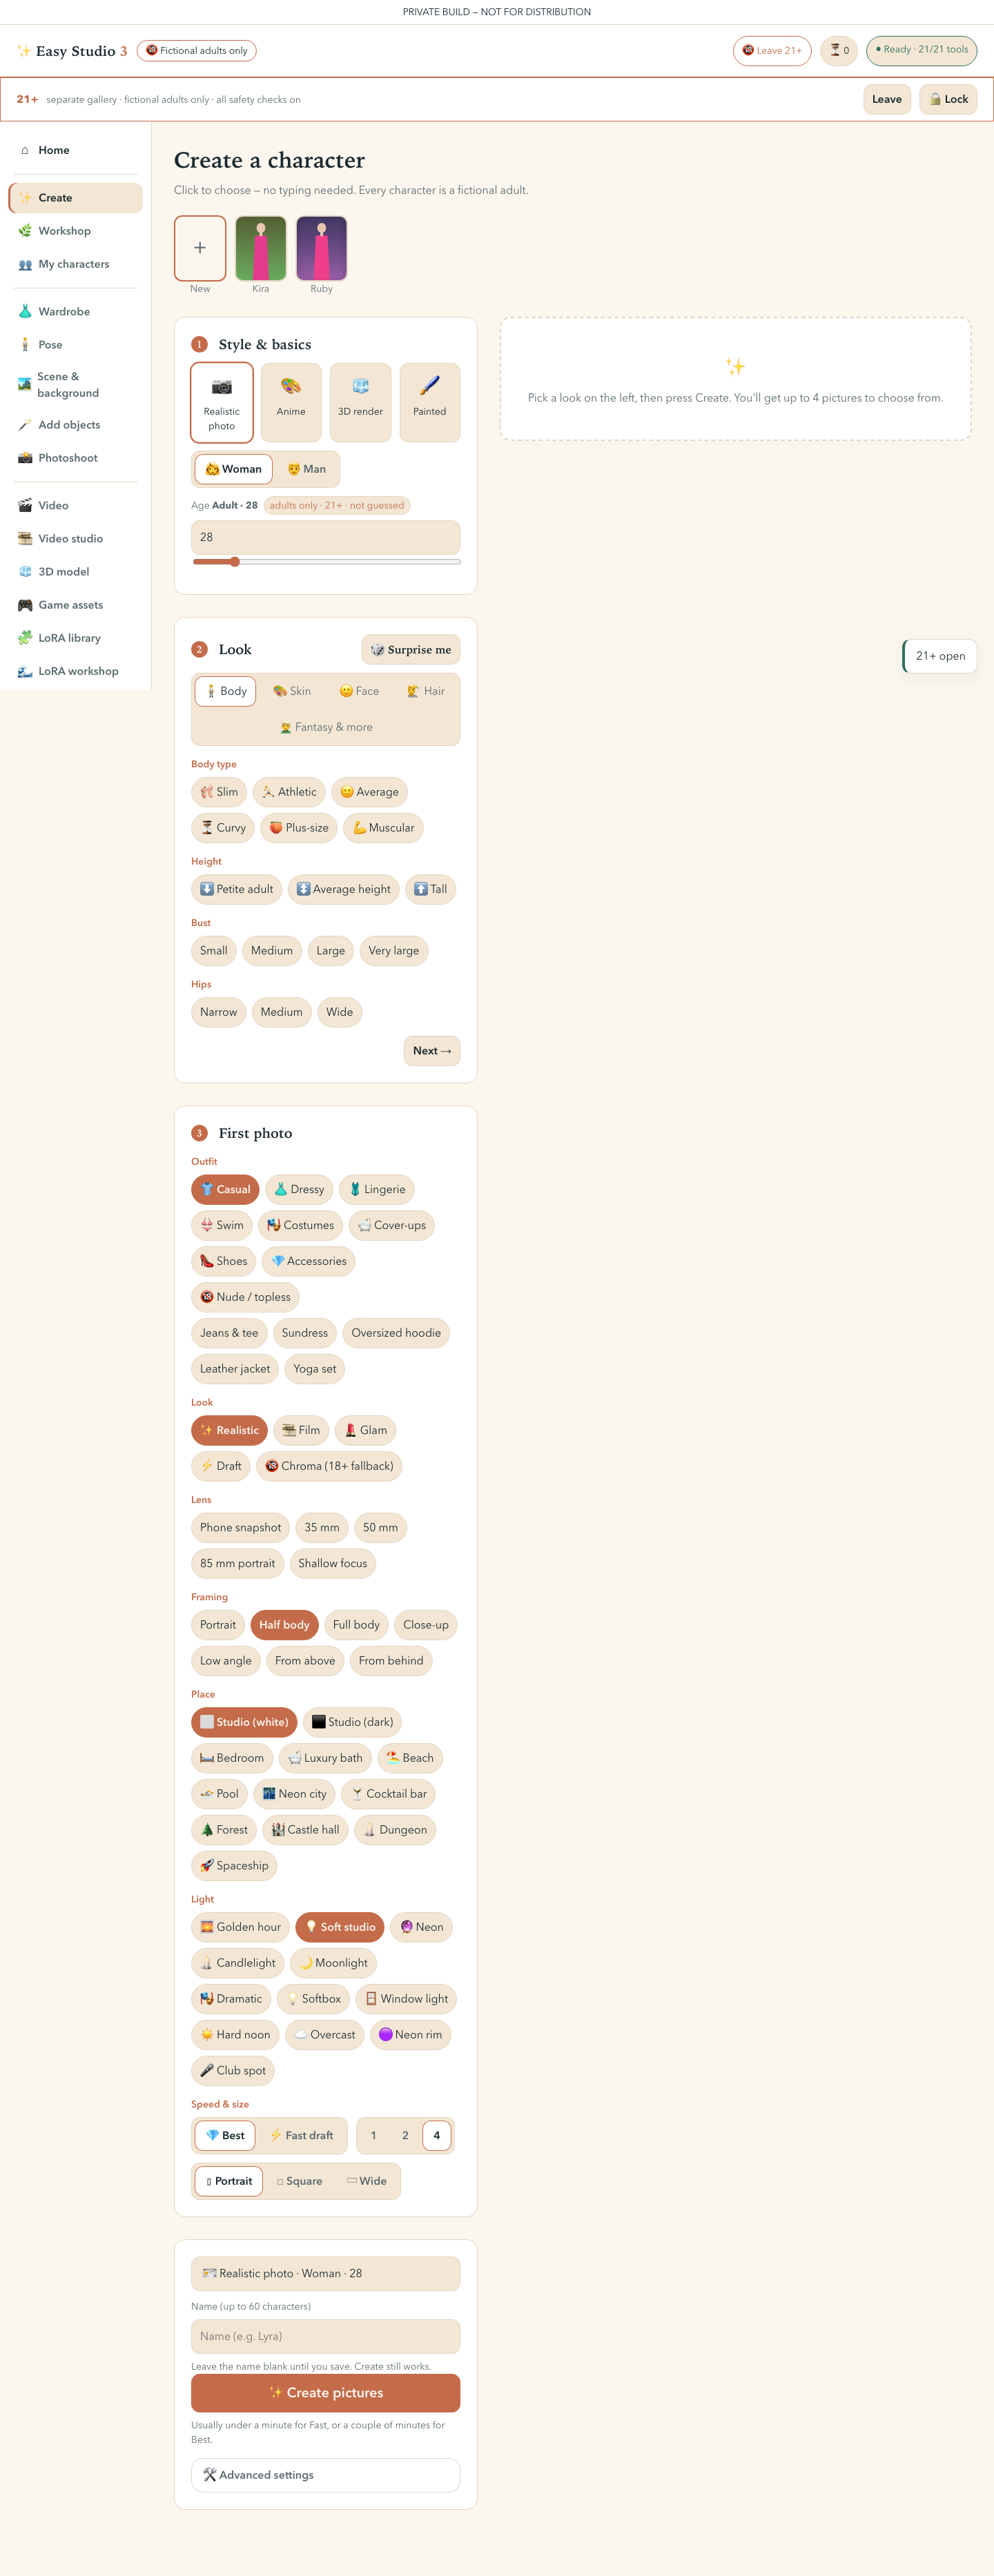 PRIVATE BUILD — NOT FOR DISTRIBUTION
Easy Studio 3
Fictional adults only
Leave 21+
0
Ready · 21/21 tools
21+ separate gallery · fictional adults only · all safety checks on
Leave
Lock
Home
Create
Workshop
My characters
Wardrobe
Pose
Scene &
background
Add objects
Photoshoot
Video
Video studio
3D model
Game assets
LoRA library
LoRA workshop
Create a character
Click to choose — no typing needed. Every character is a fictional adult.
+
New
Kira
Ruby
1 Style & basics
Realistic
photo
Anime
3D render
Painted
Woman
Man
Age Adult · 28 adults only · 21+ · not guessed
28
Pick a look on the left, then press Create. You'll get up to 4 pictures to choose from.
21+ open
2 Look
Surprise me
Body
Skin
Face
Hair
Fantasy & more
Body type
Slim
Athletic
Average
Curvy
Plus-size
Muscular
Height
Petite adult
Average height
Tall
Bust
Small
Medium
Large
Very large
Hips
Narrow
Medium
Wide
Next →
3 First photo
Outfit
Casual
Dressy
Lingerie
Swim
Costumes
Cover-ups
Shoes
Accessories
Nude / topless
Jeans & tee
Sundress
Oversized hoodie
Leather jacket
Yoga set
Look
Realistic
Film
Glam
Draft
Chroma (18+ fallback)
Lens
Phone snapshot
35 mm
50 mm
85 mm portrait
Shallow focus
Framing
Portrait
Half body
Full body
Close-up
Low angle
From above
From behind
Place
Studio (white)
Studio (dark)
Bedroom
Luxury bath
Beach
Pool
Neon city
Cocktail bar
Forest
Castle hall
Dungeon
Spaceship
Light
Golden hour
Soft studio
Neon
Candlelight
Moonlight
Dramatic
Softbox
Window light
Hard noon
Overcast
Neon rim
Club spot
Speed & size
Best
Fast draft
1
2
4
Portrait
Square
Wide
Realistic photo · Woman · 28
Name (up to 60 characters)
Name (e.g. Lyra)
Leave the name blank until you save. Create still works.
Create pictures
Usually under a minute for Fast, or a couple of minutes for
Best.
Advanced settings